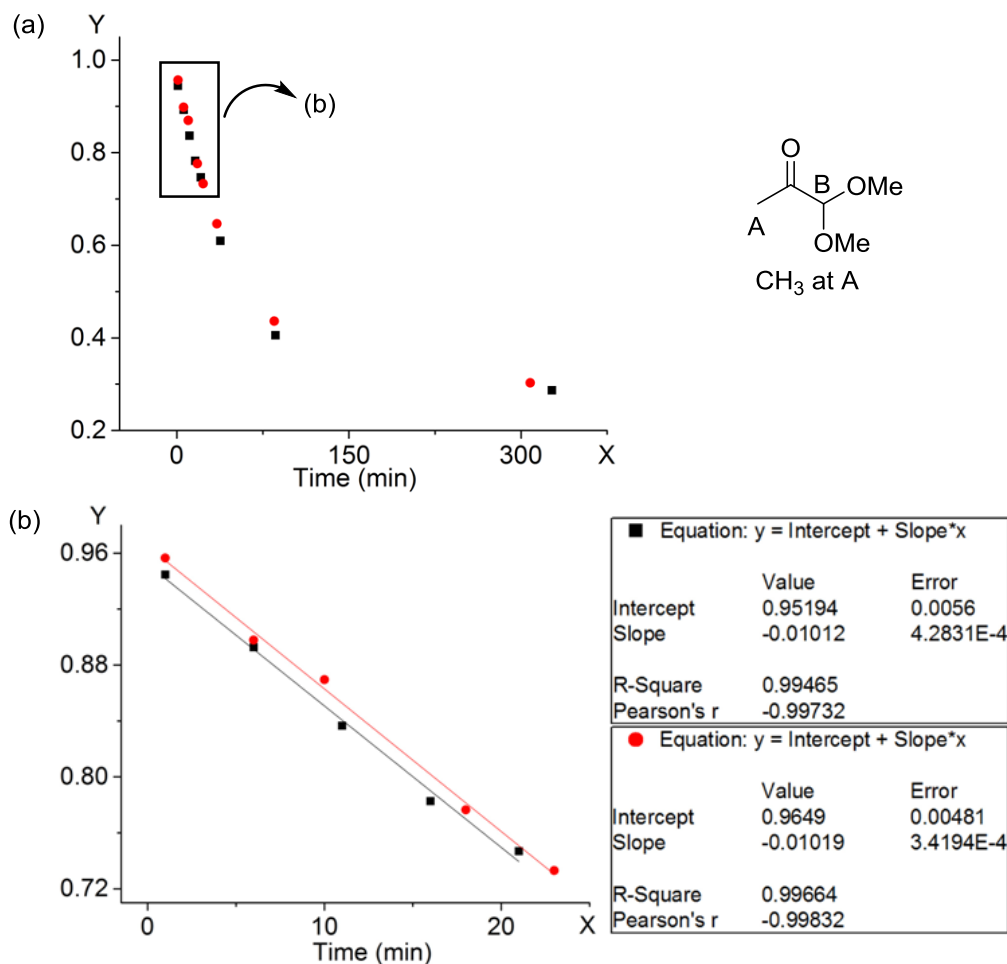 (a)
Y
1.0
0.8
0.6
0.4
0.2
0 150 300 X
Time (min)
(b)
O
B OMe
A OMe
CH₃ at A
(b)
Y
0.96
0.88
0.80
0.72
0 10 20 X
Time (min)
Equation: y = Intercept + Slope*x
Value Error
Intercept 0.95194 0.0056
Slope -0.01012 4.2831E-4
R-Square 0.99465
Pearson's r -0.99732
Equation: y = Intercept + Slope*x
Value Error
Intercept 0.9649 0.00481
Slope -0.01019 3.4194E-4
R-Square 0.99664
Pearson's r -0.99832